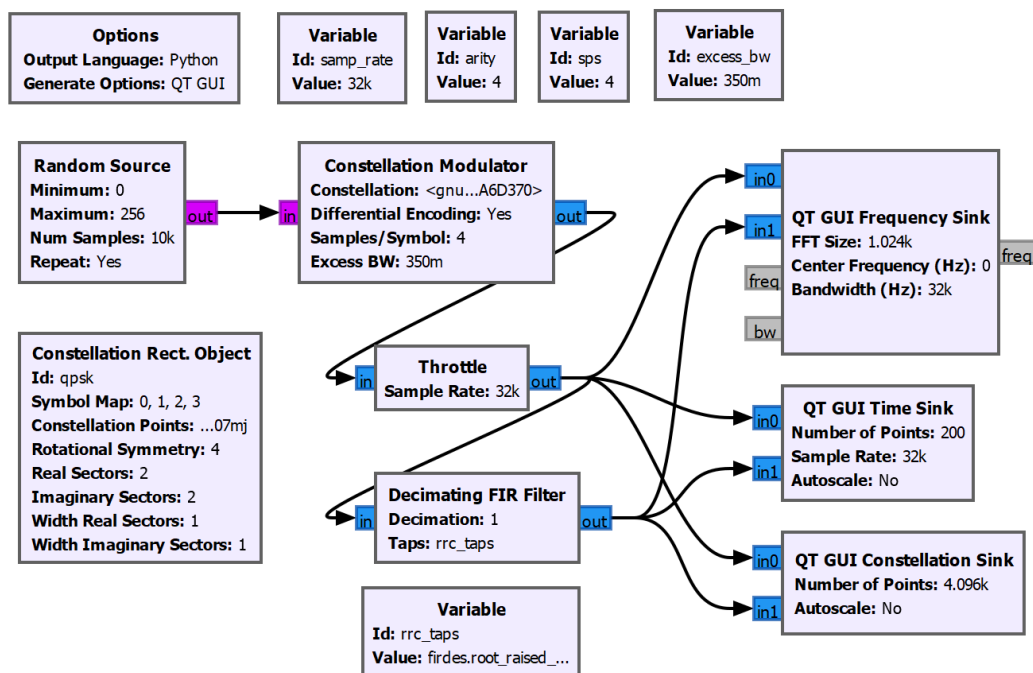 Options
Output Language: Python
Generate Options: QT GUI
Variable
Id: samp_rate
Value: 32k
Variable
Id: arity
Value: 4
Variable
Id: sps
Value: 4
Variable
Id: excess_bw
Value: 350m
Random Source
Minimum: 0
Maximum: 256
Num Samples: 10k
Repeat: Yes
out
in
Constellation Modulator
Constellation: <gnu...A6D370>
Differential Encoding: Yes
Samples/Symbol: 4
Excess BW: 350m
out
in0
in1
freq
bw
QT GUI Frequency Sink
FFT Size: 1.024k
Center Frequency (Hz): 0
Bandwidth (Hz): 32k
freq
Constellation Rect. Object
Id: qpsk
Symbol Map: 0, 1, 2, 3
Constellation Points: ...07mj
Rotational Symmetry: 4
Real Sectors: 2
Imaginary Sectors: 2
Width Real Sectors: 1
Width Imaginary Sectors: 1
in
Throttle
Sample Rate: 32k
out
in0
in1
QT GUI Time Sink
Number of Points: 200
Sample Rate: 32k
Autoscale: No
in
Decimating FIR Filter
Decimation: 1
Taps: rrc_taps
out
in0
in1
QT GUI Constellation Sink
Number of Points: 4.096k
Autoscale: No
Variable
Id: rrc_taps
Value: firdes.root_raised_...